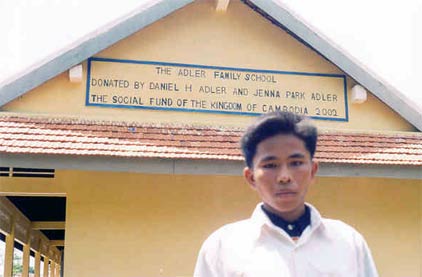 THE ADLER FAMILY SCHOOL
DONATED BY DANIEL H ADLER AND JENNA PARK ADLER
THE SOCIAL FUND OF THE KINGDOM OF CAMBODIA 2002